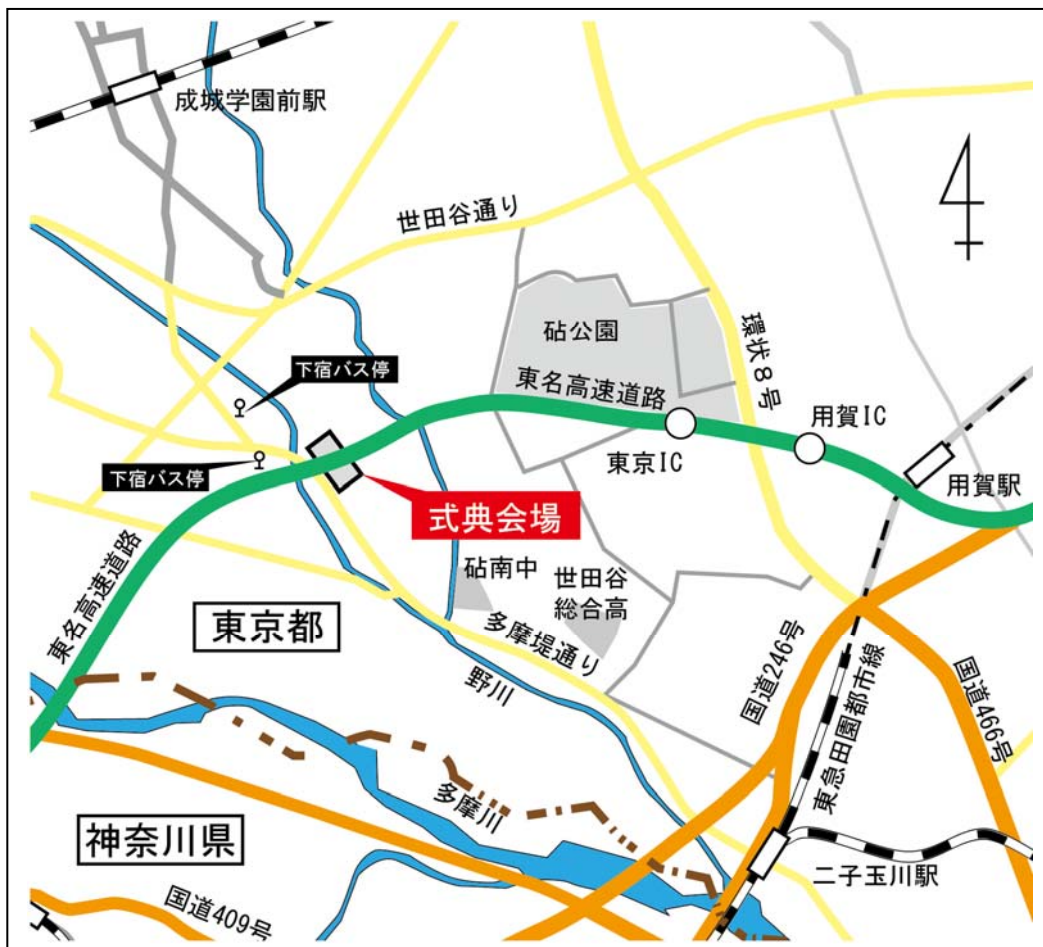 成城学園前駅
世田谷通り
砧公園
環状8号
下宿バス停
東名高速道路
用賀IC
東京IC
下宿バス停
用賀駅
式典会場
砧南中
世田谷
総合高
東名高速道路
東京都
多摩堤通り
野川
国道246号
東急田園都市線
国道466号
多摩川
神奈川県
二子玉川駅
国道409号